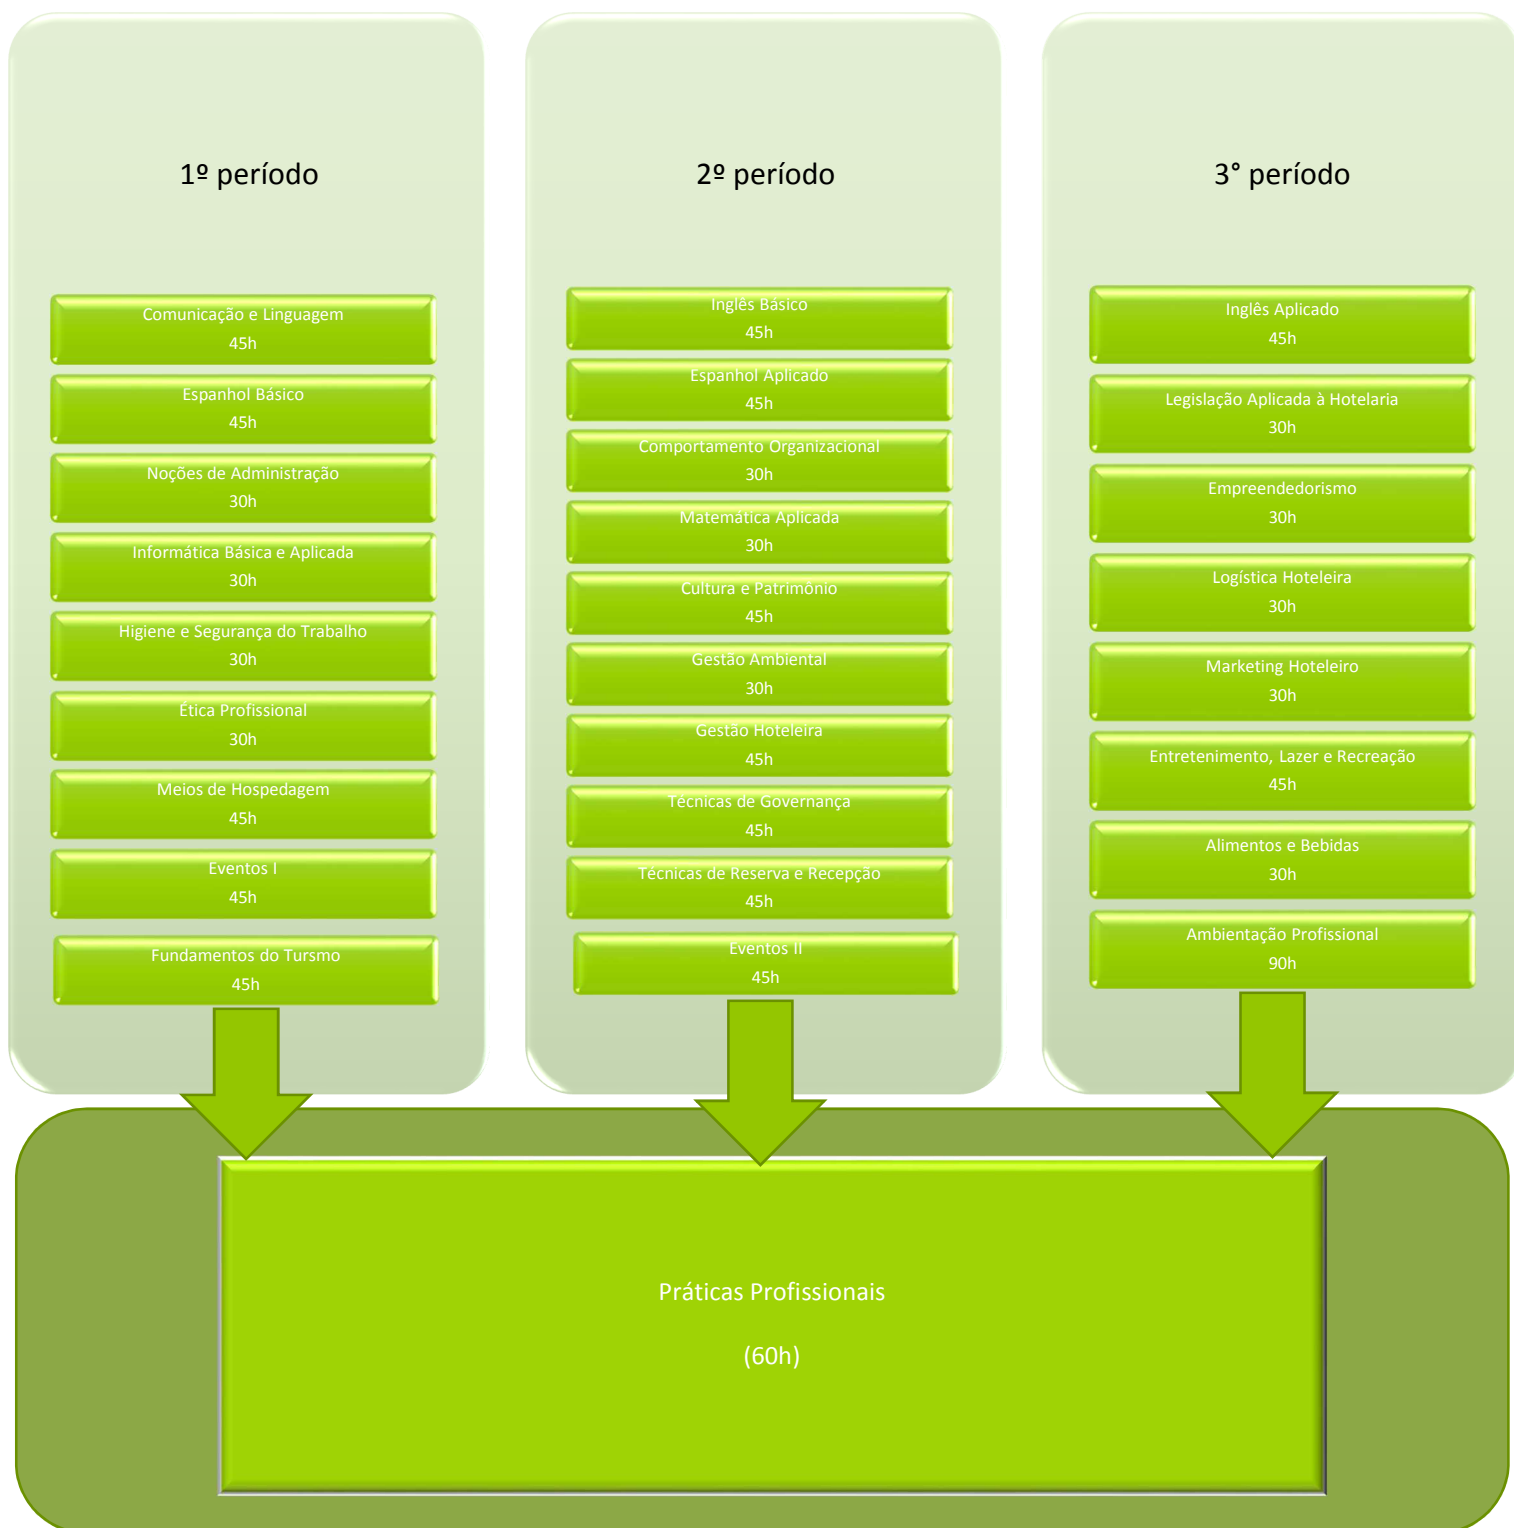 1º período
Comunicação e Linguagem
45h
Espanhol Básico
45h
Noções de Administração
30h
Informática Básica e Aplicada
30h
Higiene e Segurança do Trabalho
30h
Ética Profissional
30h
Meios de Hospedagem
45h
Eventos I
45h
Fundamentos do Tursmo
45h
2º período
Inglês Básico
45h
Espanhol Aplicado
45h
Comportamento Organizacional
30h
Matemática Aplicada
30h
Cultura e Patrimônio
45h
Gestão Ambiental
30h
Gestão Hoteleira
45h
Técnicas de Governança
45h
Técnicas de Reserva e Recepção
45h
Eventos II
45h
3° período
Inglês Aplicado
45h
Legislação Aplicada à Hotelaria
30h
Empreendedorismo
30h
Logística Hoteleira
30h
Marketing Hoteleiro
30h
Entretenimento, Lazer e Recreação
45h
Alimentos e Bebidas
30h
Ambientação Profissional
90h
Práticas Profissionais
(60h)